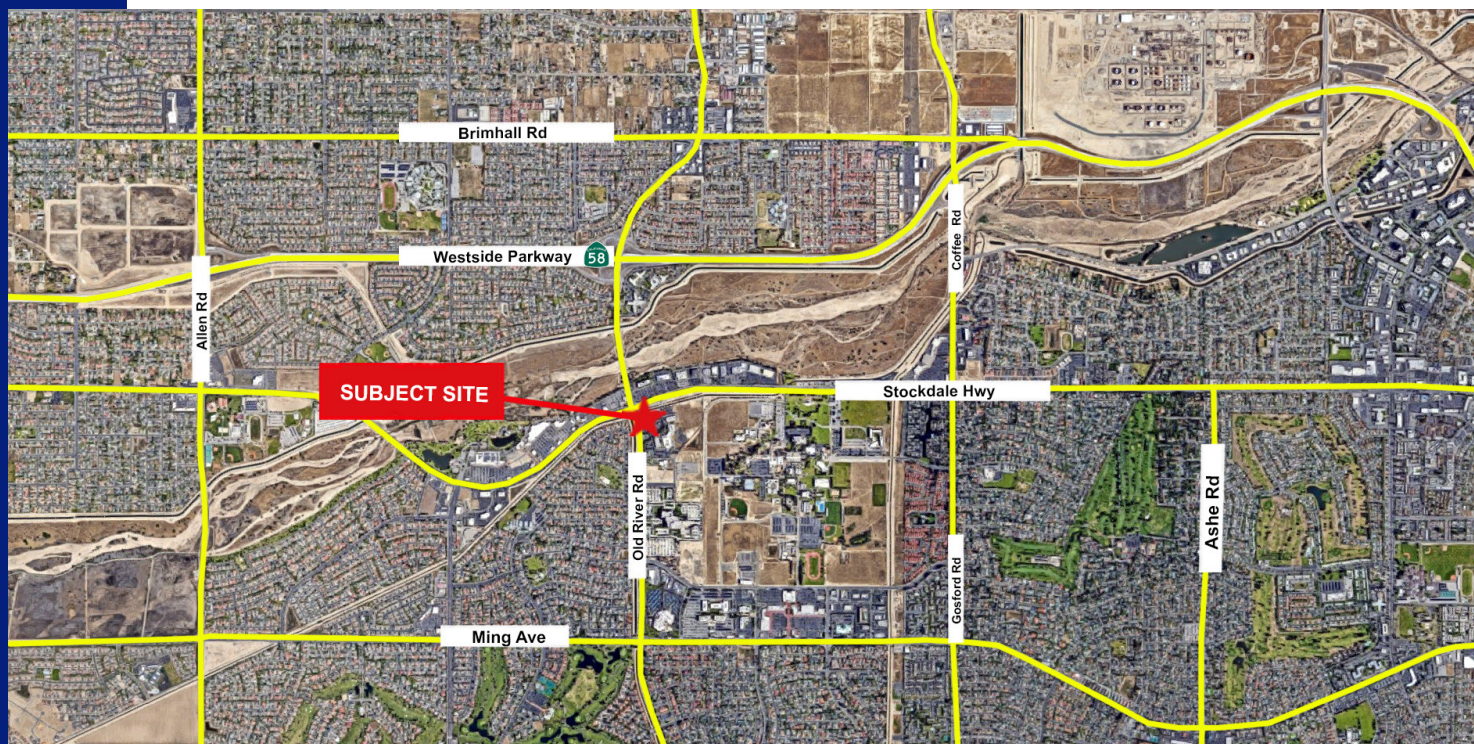 Brimhall Rd
Westside Parkway
CALIFORNIA
58
Coffee Rd
Allen Rd
SUBJECT SITE
Stockdale Hwy
Old River Rd
Ashe Rd
Gosford Rd
Ming Ave